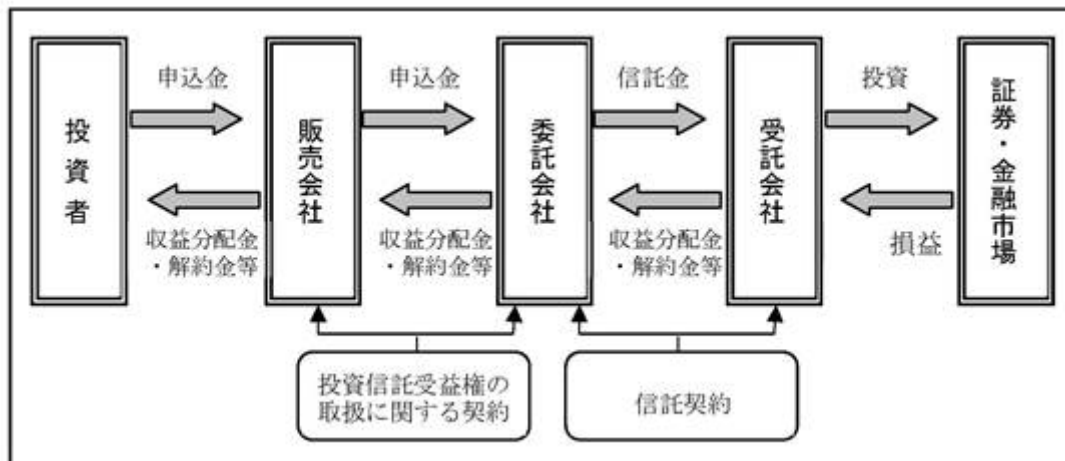 投資者
申込金
収益分配金
・解約金等
販売会社
申込金
収益分配金
・解約金等
委託会社
信託金
収益分配金
・解約金等
受託会社
投資
損益
証券・金融市場
投資信託受益権の
取扱に関する契約
信託契約